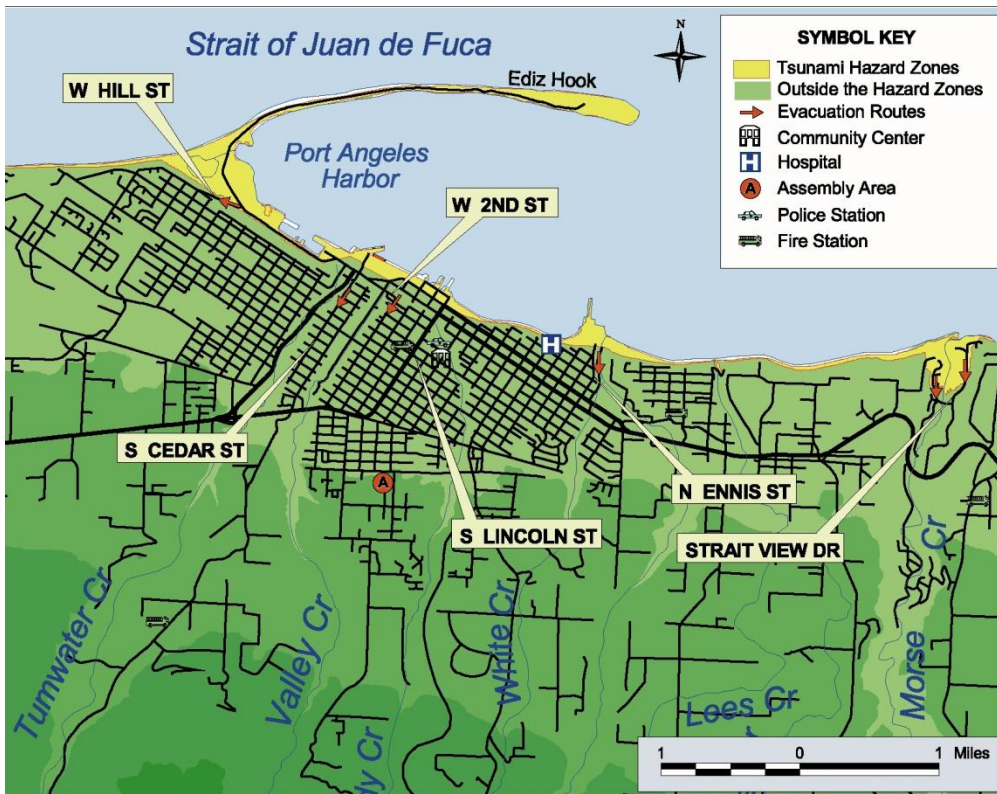 Strait of Juan de Fuca
N
SYMBOL KEY
Tsunami Hazard Zones
Outside the Hazard Zones
Evacuation Routes
Community Center
H
Hospital
A
Assembly Area
Police Station
Fire Station
Ediz Hook
W HILL ST
Port Angeles
Harbor
W 2ND ST
H
S CEDAR ST
A
N ENNIS ST
S LINCOLN ST
STRAIT VIEW DR
Tumwater Cr
Valley Cr
dy Cr
White Cr
Lees Cr
Morse Cr
1 0 1 Miles